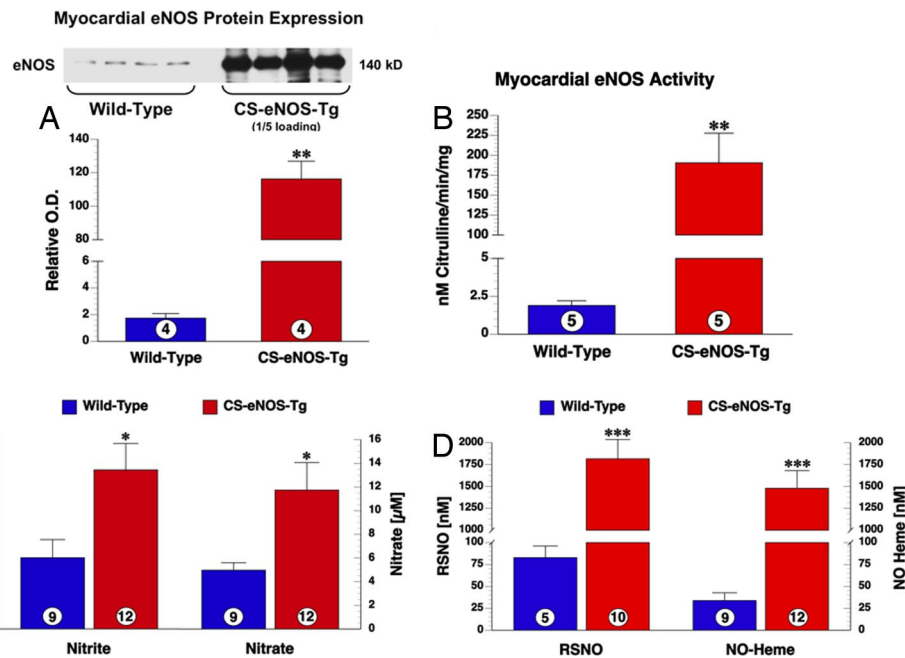 Myocardial eNOS Protein Expression
eNOS
140 kD
Wild-Type
CS-eNOS-Tg
(1/5 loading)
A
Relative O.D.
140
120
100
80
6
4
2
0
**
4
4
Wild-Type
CS-eNOS-Tg
Myocardial eNOS Activity
B
nM Citrulline/min/mg
250
225
200
175
150
125
100
5
2.5
0
**
5
5
Wild-Type
CS-eNOS-Tg
Wild-Type
CS-eNOS-Tg
*
*
9
12
9
12
Nitrite
Nitrate
16
14
12
10
8
6
4
2
0
Nitrate [µM]
D
Wild-Type
CS-eNOS-Tg
RSNO [nM]
2000
1750
1500
1250
1000
100
75
50
25
0
***
***
5
10
9
12
RSNO
NO-Heme
2000
1750
1500
1250
1000
100
75
50
25
0
NO Heme [nM]